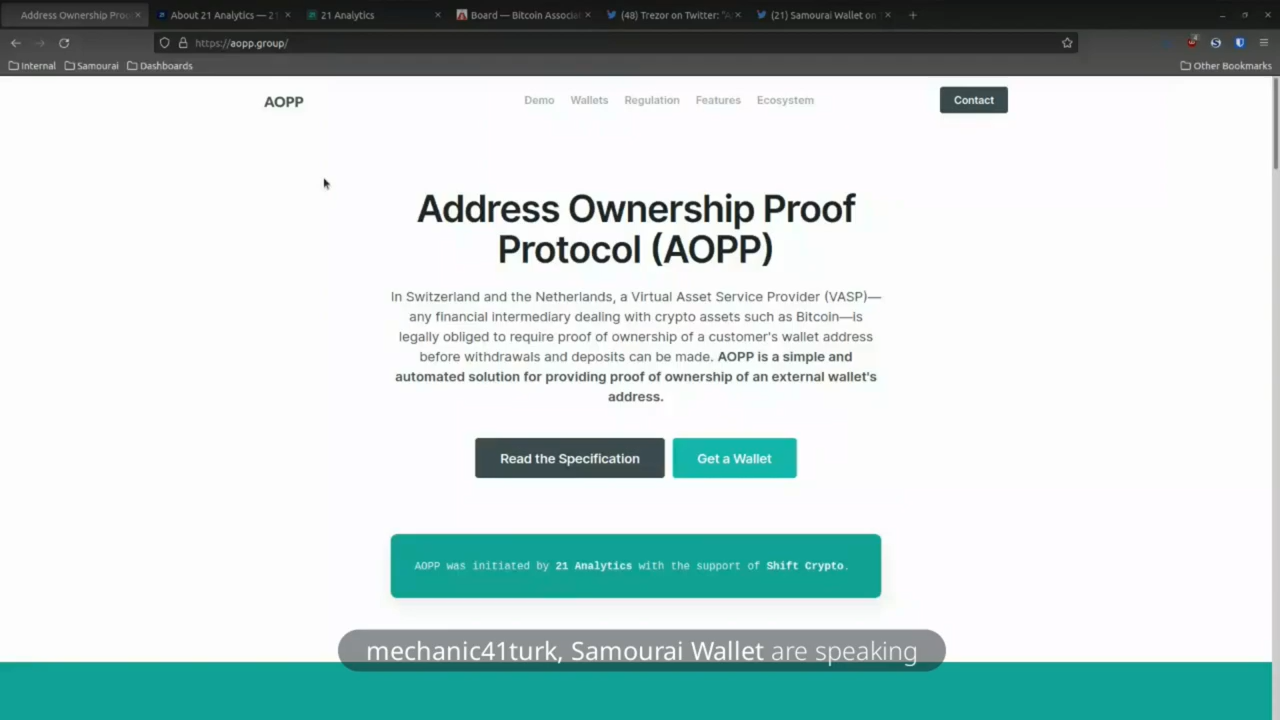 Address Ownership Proo
About 21 Analytics — 21
21 Analytics
Board — Bitcoin Associat
(48) Trezor on Twitter: "
(21) Samourai Wallet on
https://aopp.group/
Internal
Samourai
Dashboards
Other Bookmarks
AOPP
Demo
Wallets
Regulation
Features
Ecosystem
Contact
Address Ownership Proof
Protocol (AOPP)
In Switzerland and the Netherlands, a Virtual Asset Service Provider (VASP)—
any financial intermediary dealing with crypto assets such as Bitcoin—is
legally obliged to require proof of ownership of a customer's wallet address
before withdrawals and deposits can be made. AOPP is a simple and
automated solution for providing proof of ownership of an external wallet's
address.
Read the Specification
Get a Wallet
AOPP was initiated by 21 Analytics with the support of Shift Crypto.
mechanic41turk, Samourai Wallet are speaking